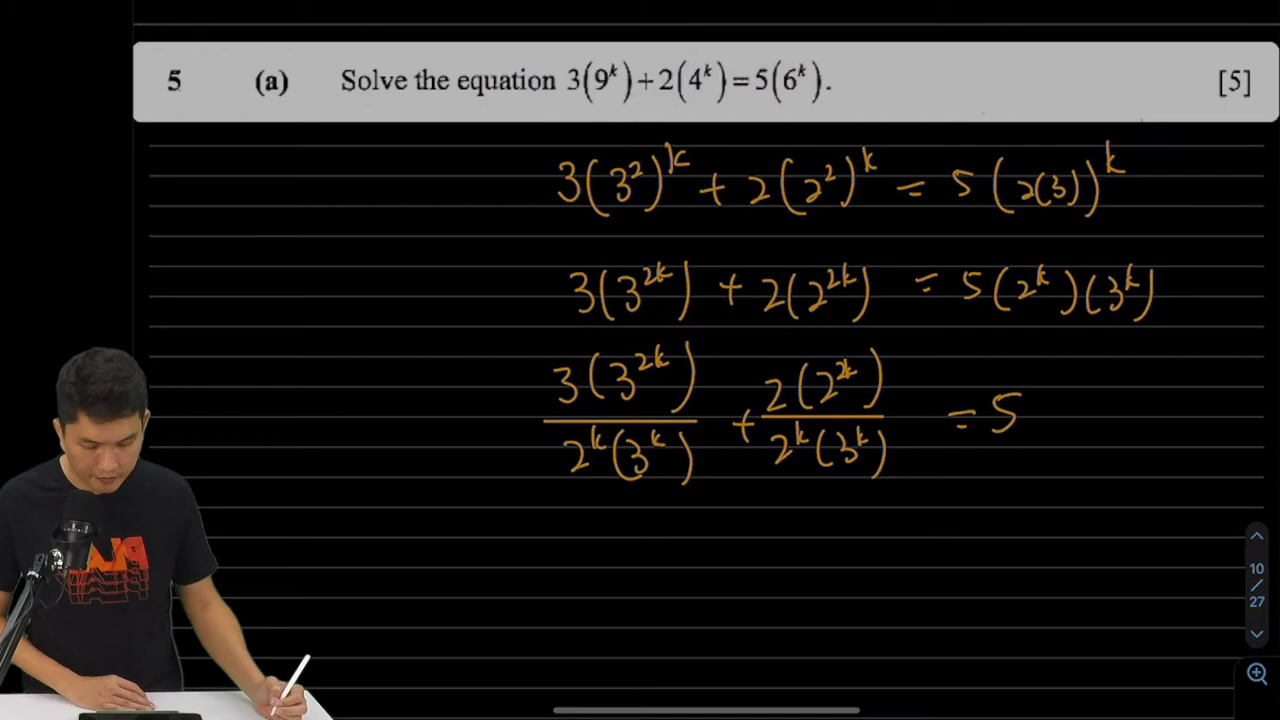 5 (a) Solve the equation 3(9^k)+2(4^k)=5(6^k). [5]
3(3^2)^k + 2(2^2)^k = 5(2(3))^k
3(3^{2k}) + 2(2^{2k}) = 5(2^k)(3^k)
\frac{3(3^{2k})}{2^k(3^k)} + \frac{2(2^{2k})}{2^k(3^k)} = 5
10
/
27